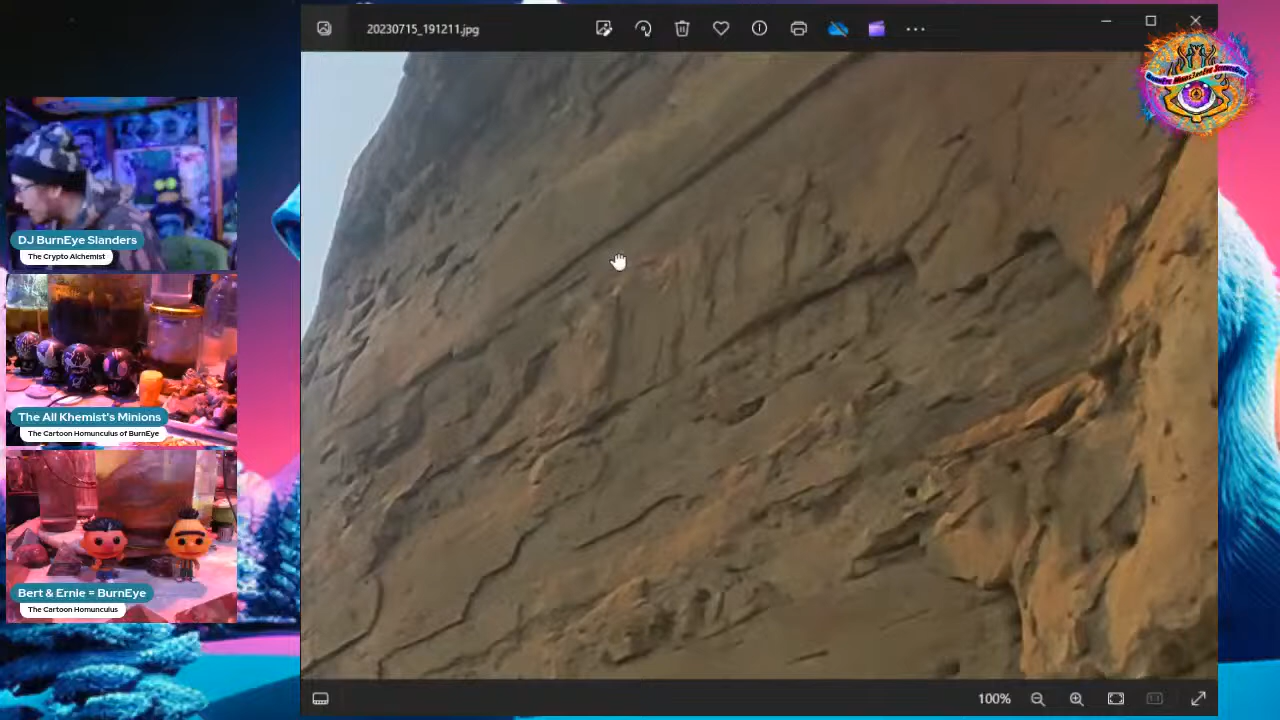 20230715_191211.jpg
DJ BurnEye Slanders
The Crypto Alchemist
The All Khemist's Minions
The Cartoon Homunculus of BurnEye
Bert & Ernie = BurnEye
The Cartoon Homunculus
100%